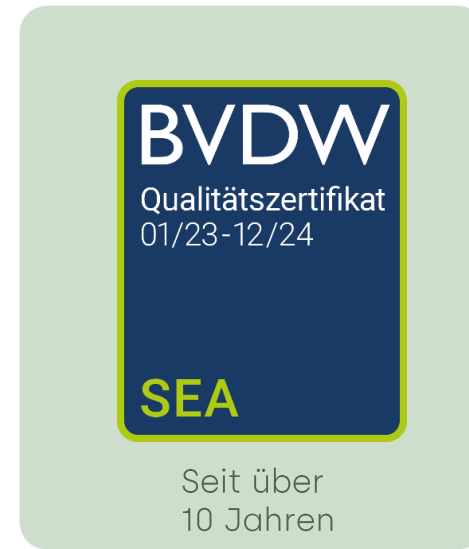 BVDW
Qualitätszertifikat
01/23-12/24
SEA
Seit über
10 Jahren